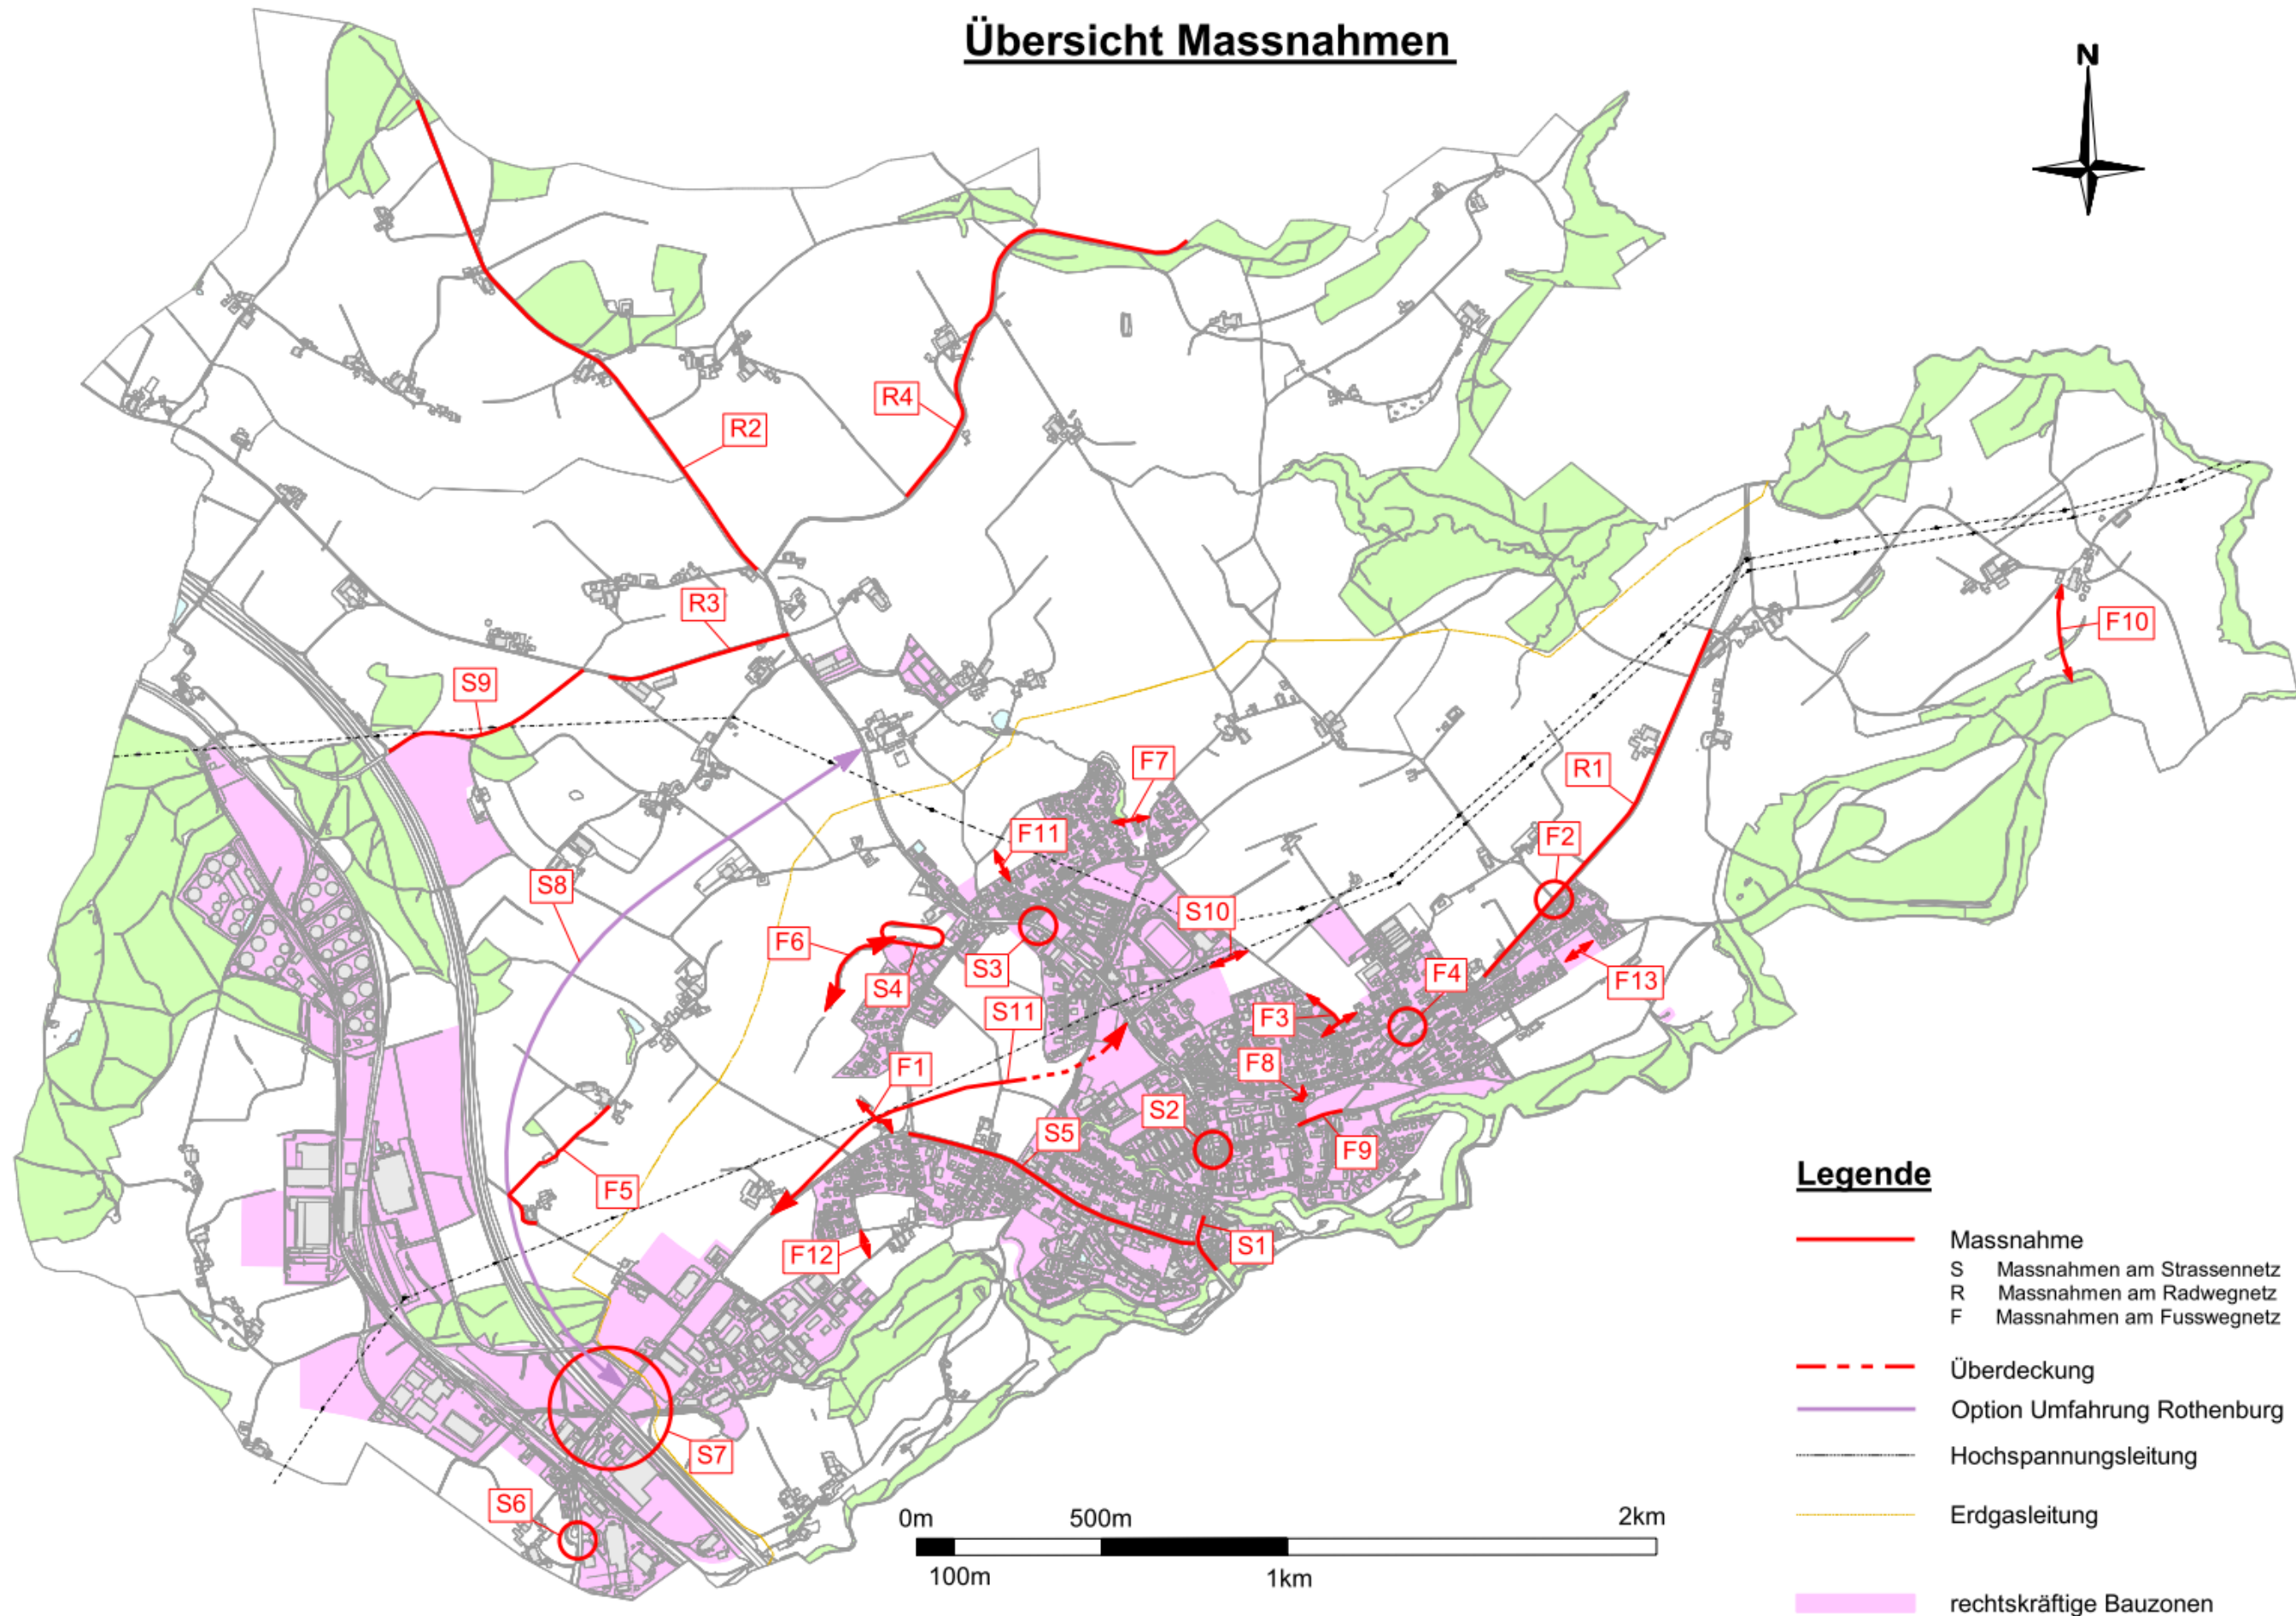 Übersicht Massnahmen
N
R4
R2
R3
F10
S9
F7
R1
F11
F2
S8
S10
F6
S3
S4
F4
F13
S11
F3
F1
F8
S2
S5
F9
F5
S1
F12
S7
S6
0m 500m 2km
100m 1km
Legende
Massnahme
S Massnahmen am Strassennetz
R Massnahmen am Radwegnetz
F Massnahmen am Fusswegnetz
Überdeckung
Option Umfahrung Rothenburg
Hochspannungsleitung
Erdgasleitung
rechtskräftige Bauzonen